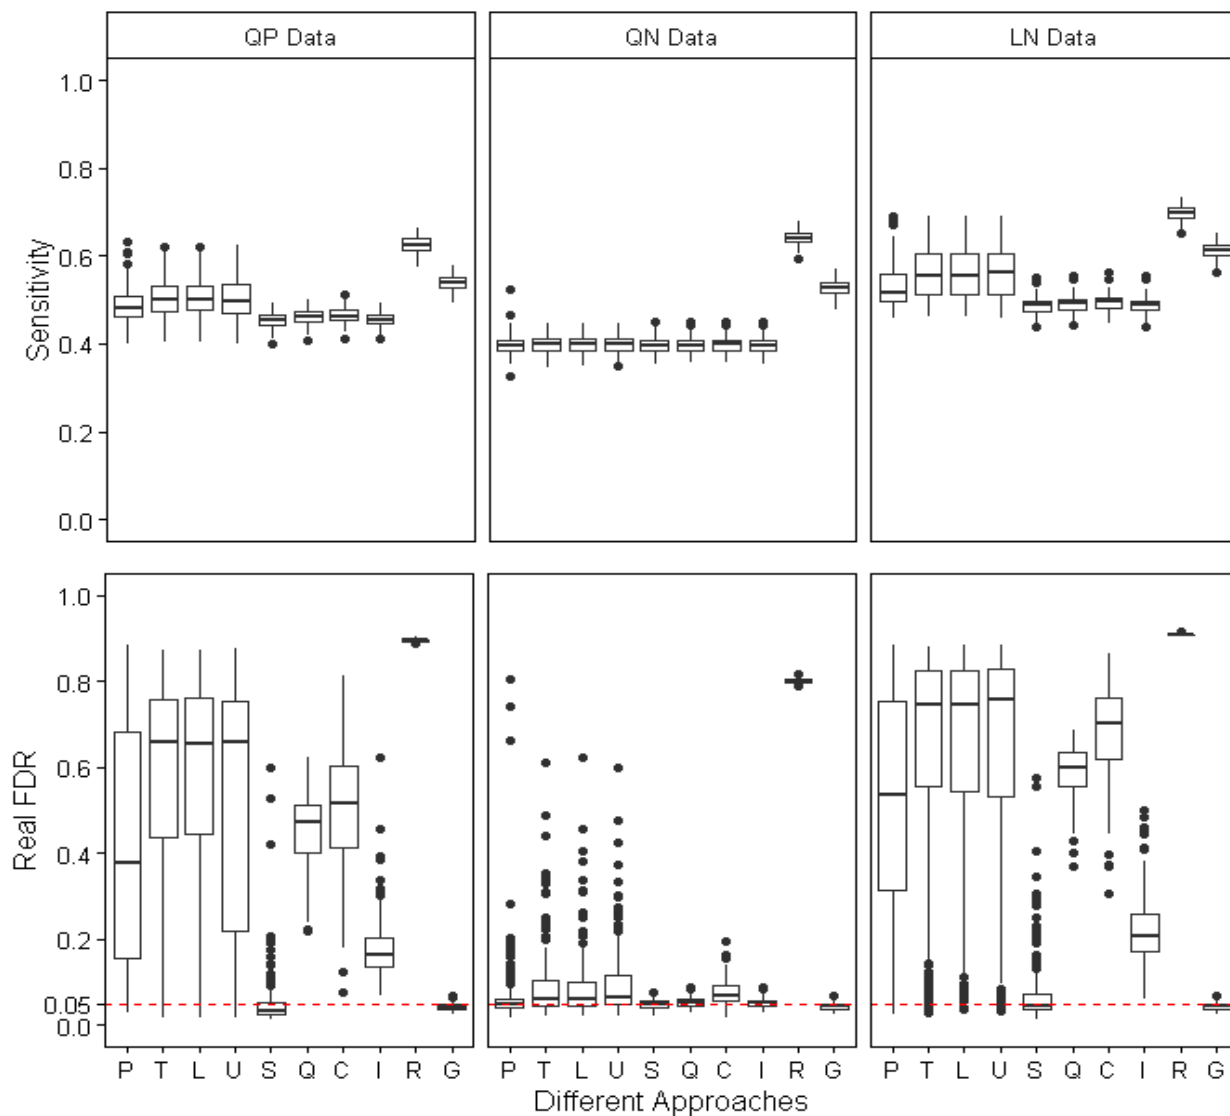 QP Data QN Data LN Data
1.0
0.8
0.6
0.4
0.2
0.0
Sensitivity
1.0
0.8
0.6
0.4
0.2
0.05
0.0
Real FDR
P T L U S Q C I R G P T L U S Q C I R G P T L U S Q C I R G
Different Approaches